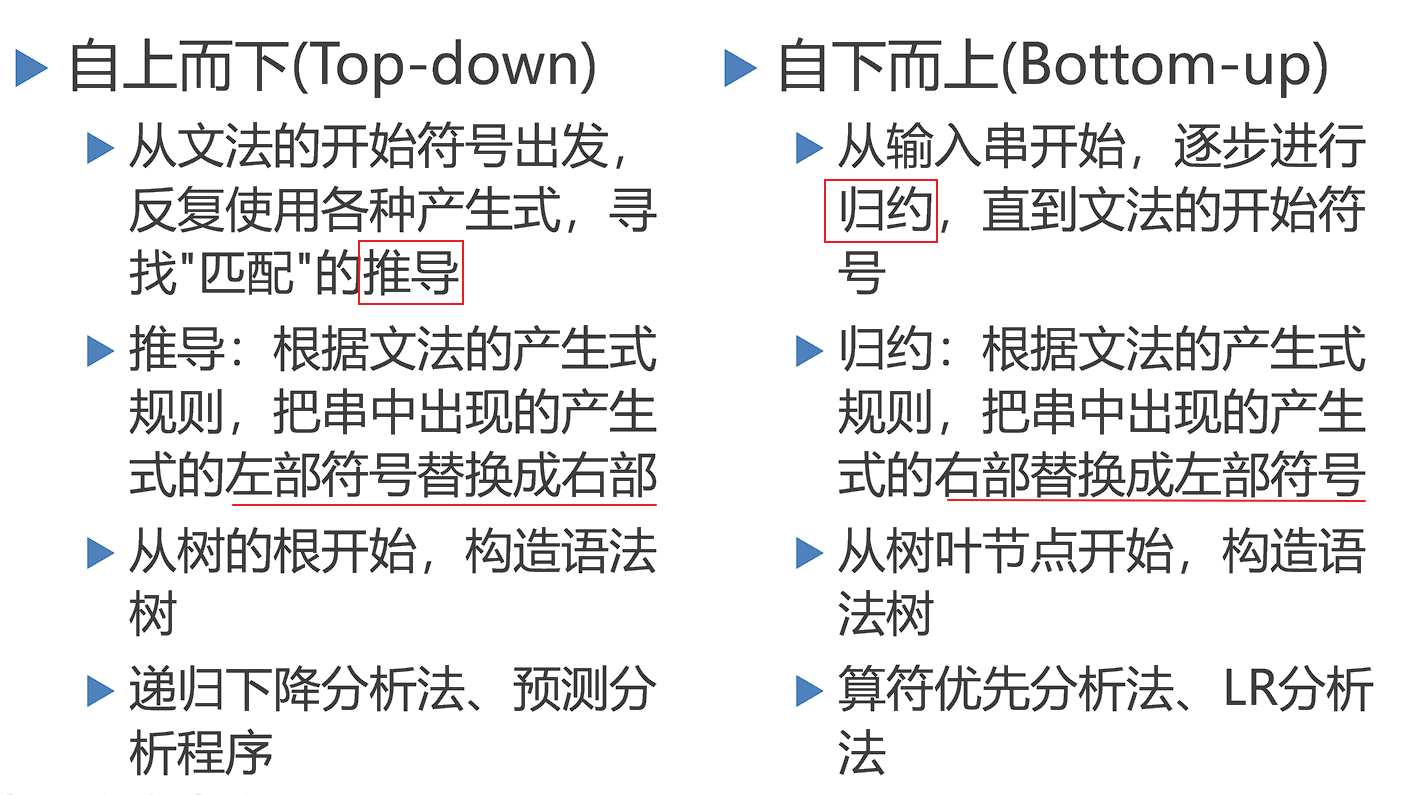 自上而下(Top-down)
从文法的开始符号出发，
反复使用各种产生式，寻
找"匹配"的推导
推导：根据文法的产生式
规则，把串中出现的产生
式的左部符号替换成右部
从树的根开始，构造语法
树
递归下降分析法、预测分
析程序
自下而上(Bottom-up)
从输入串开始，逐步进行
归约，直到文法的开始符
号
归约：根据文法的产生式
规则，把串中出现的产生
式的右部替换成左部符号
从树叶节点开始，构造语
法树
算符优先分析法、LR分析
法